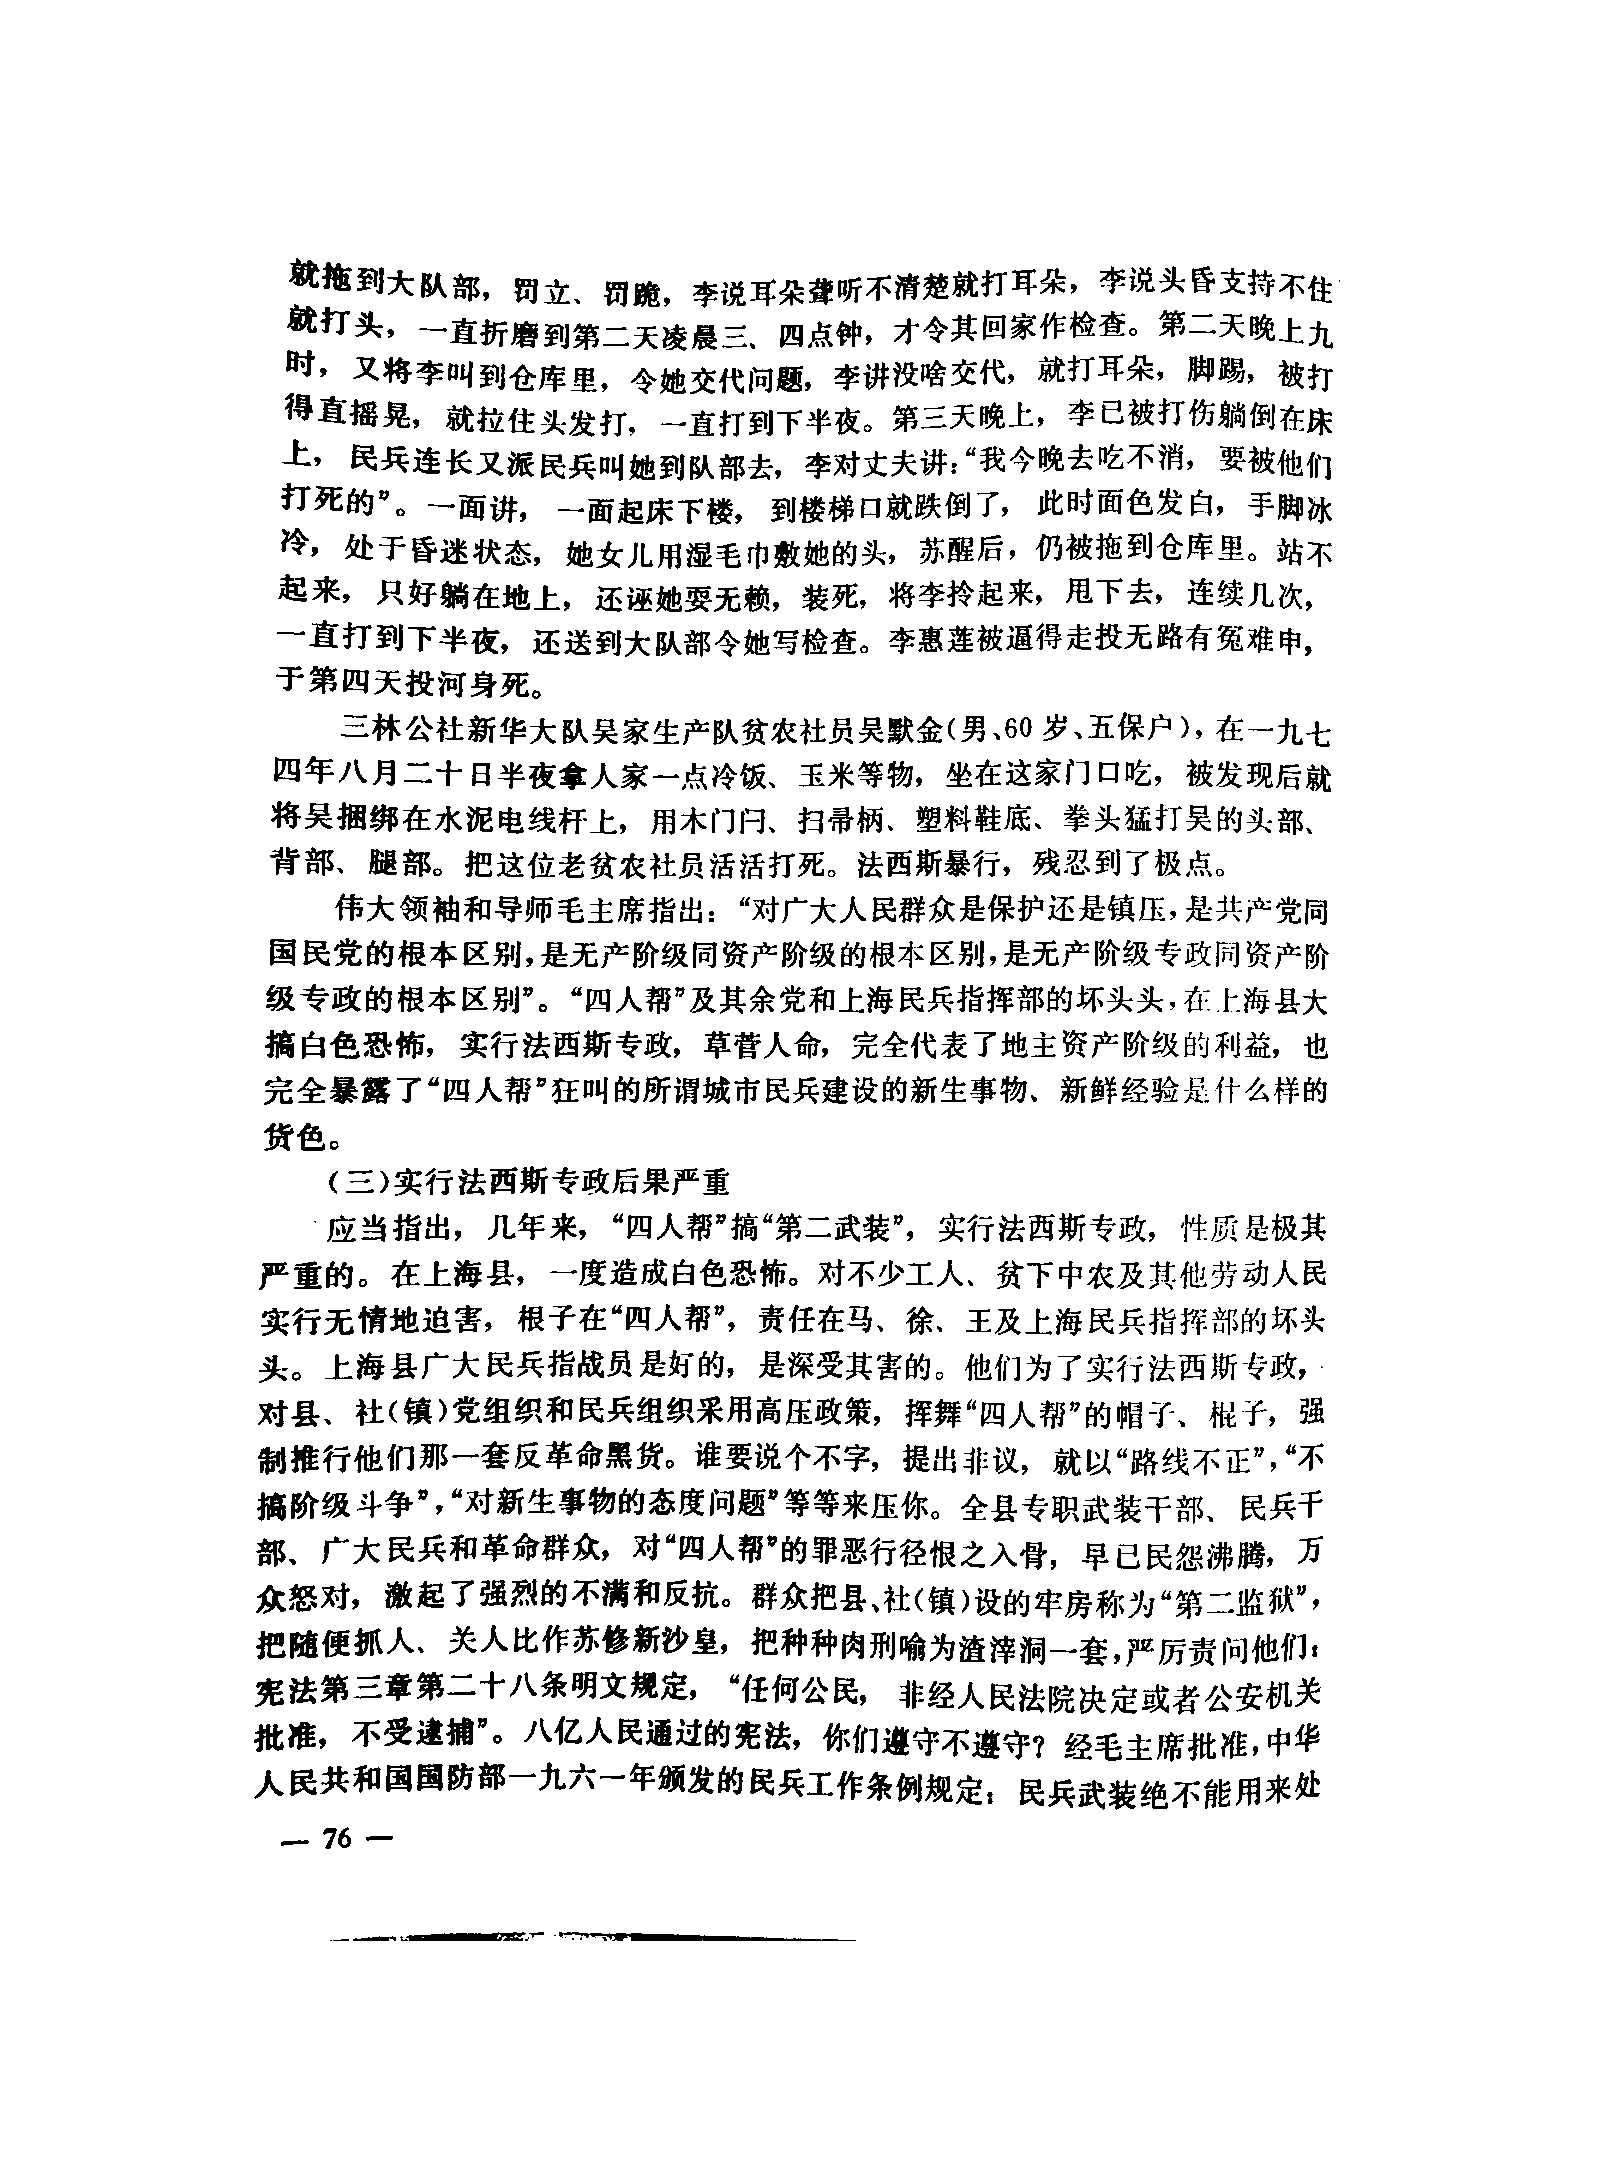 就拖到大队部，罚立、罚跪，李说耳朵聋听不清楚就打耳朵，李说头昏支持不住
就打头，一直折磨到第二天凌晨三、四点钟，才令其回家作检查。第二天晚上九
时，又将李叫到仓库里，令她交代问题，李讲没啥交代，就打耳朵，脚踢，被打
得直摇晃，就拉住头发打，一直打到下半夜。第三天晚上，李已被打伤躺倒在床
上，民兵连长又派民兵叫她到队部去，李对丈夫讲：“我今晚去吃不消，要被他们
打死的”。一面讲，一面起床下楼，到楼梯口就跌倒了，此时面色发白，手脚冰
冷，处于昏迷状态，她女儿用湿毛巾敷她的头，苏醒后，仍被拖到仓库里。站不
起来，只好躺在地上，还诬她耍无赖，装死，将李拎起来，甩下去，连续几次，
一直打到下半夜，还送到大队部令她写检查。李惠莲被逼得走投无路有冤难申，
于第四天投河身死。
三林公社新华大队吴家生产队贫农社员吴默金（男、60岁、五保户），在一九七
四年八月二十日半夜拿人家一点冷饭、玉米等物，坐在这家门口吃，被发现后就
将吴捆绑在水泥电线杆上，用木门闩、扫帚柄、塑料鞋底、拳头猛打吴的头部、
背部、腿部。把这位老贫农社员活活打死。法西斯暴行，残忍到了极点。
伟大领袖和导师毛主席指出：“对广大人民群众是保护还是镇压，是共产党同
国民党的根本区别，是无产阶级同资产阶级的根本区别，是无产阶级专政同资产阶
级专政的根本区别”。“四人帮”及其余党和上海民兵指挥部的坏头头，在上海县大
搞白色恐怖，实行法西斯专政，草菅人命，完全代表了地主资产阶级的利益，也
完全暴露了“四人帮”狂叫的所谓城市民兵建设的新生事物、新鲜经验是什么样的
货色。
（三）实行法西斯专政后果严重
应当指出，几年来，“四人帮”搞“第二武装”，实行法西斯专政，性质是极其
严重的。在上海县，一度造成白色恐怖。对不少工人、贫下中农及其他劳动人民
实行无情地迫害，根子在“四人帮”，责任在马、徐、王及上海民兵指挥部的坏头
头。上海县广大民兵指战员是好的，是深受其害的。他们为了实行法西斯专政，
对县、社（镇）党组织和民兵组织采用高压政策，挥舞“四人帮”的帽子、棍子，强
制推行他们那一套反革命黑货。谁要说个不字，提出非议，就以“路线不正”，“不
搞阶级斗争”，“对新生事物的态度问题”等等来压你。全县专职武装干部、民兵干
部、广大民兵和革命群众，对“四人帮”的罪恶行径恨之入骨，早已民怨沸腾，万
众怒对，激起了强烈的不满和反抗。群众把县、社（镇）设的牢房称为“第二监狱”，
把随便抓人、关人比作苏修新沙皇，把种种肉刑喻为渣滓洞一套，严厉责问他们：
宪法第三章第二十八条明文规定，“任何公民，非经人民法院决定或者公安机关
批准，不受逮捕”。八亿人民通过的宪法，你们遵守不遵守？经毛主席批准，中华
人民共和国国防部一九六一年颁发的民兵工作条例规定：民兵武装绝不能用来处
— 76 —